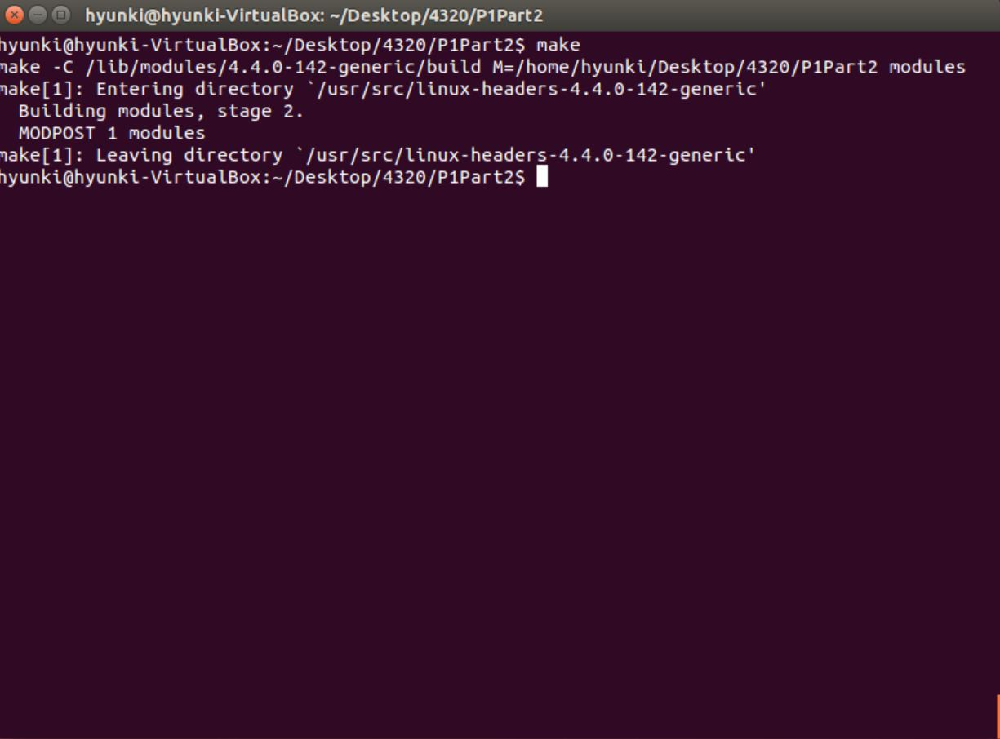 hyunki@hyunki-VirtualBox: ~/Desktop/4320/P1Part2
hyunki@hyunki-VirtualBox:~/Desktop/4320/P1Part2$ make
make -C /lib/modules/4.4.0-142-generic/build M=/home/hyunki/Desktop/4320/P1Part2 modules
make[1]: Entering directory `/usr/src/linux-headers-4.4.0-142-generic'
  Building modules, stage 2.
  MODPOST 1 modules
make[1]: Leaving directory `/usr/src/linux-headers-4.4.0-142-generic'
hyunki@hyunki-VirtualBox:~/Desktop/4320/P1Part2$